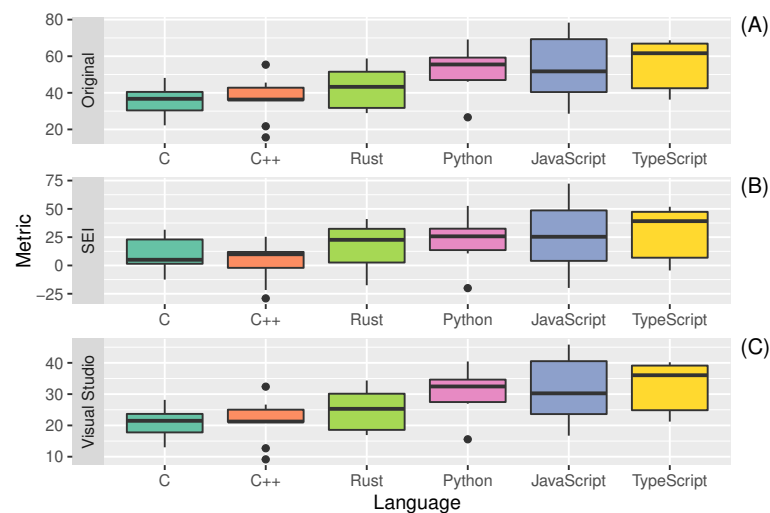 (A)
Original
80
60
40
20
C C++ Rust Python JavaScript TypeScript
(B)
Metric
SEI
75
50
25
0
−25
C C++ Rust Python JavaScript TypeScript
(C)
Visual Studio
40
30
20
10
C C++ Rust Python JavaScript TypeScript
Language